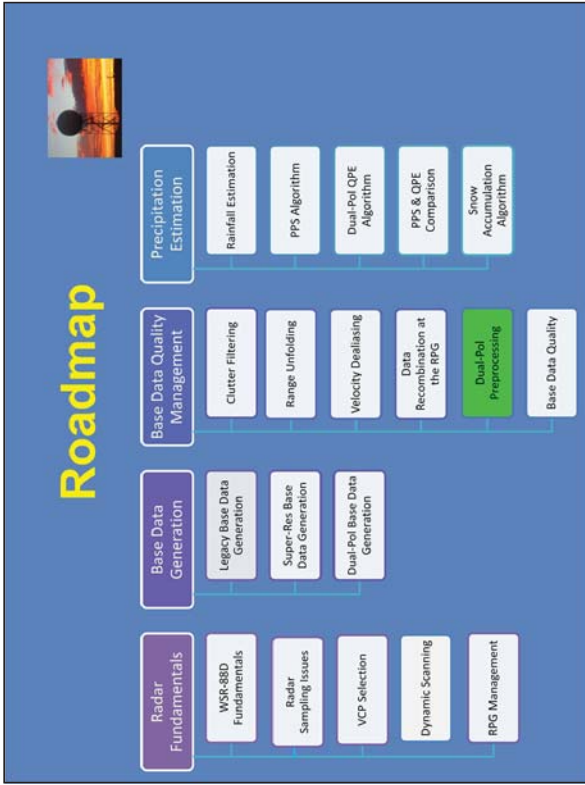 Roadmap
Radar
Fundamentals
WSR-88D
Fundamentals
Radar
Sampling Issues
VCP Selection
Dynamic Scanning
RPG Management
Base Data
Generation
Legacy Base Data
Generation
Super-Res Base
Data Generation
Dual-Pol Base Data
Generation
Base Data Quality
Management
Clutter Filtering
Range Unfolding
Velocity Dealiasing
Data
Recombination at
the RPG
Dual-Pol
Preprocessing
Base Data Quality
Precipitation
Estimation
Rainfall Estimation
PPS Algorithm
Dual-Pol QPE
Algorithm
PPS & QPE
Comparison
Snow
Accumulation
Algorithm